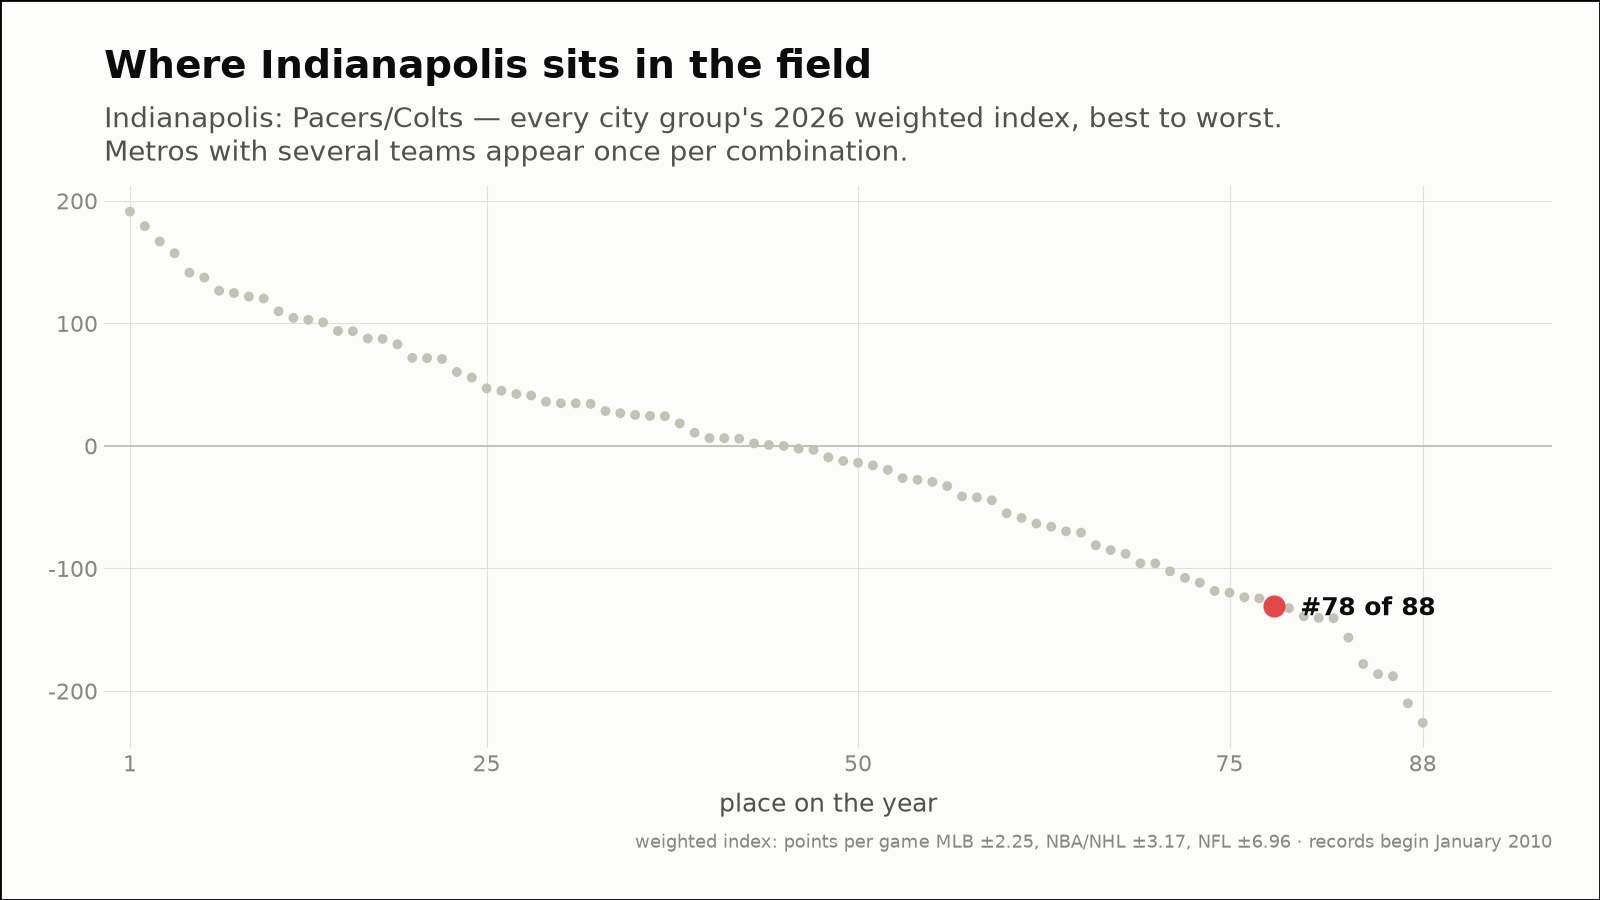 Where Indianapolis sits in the field
Indianapolis: Pacers/Colts — every city group's 2026 weighted index, best to worst.
Metros with several teams appear once per combination.
200
100
0
-100
-200
#78 of 88
1
25
50
75
88
place on the year
weighted index: points per game MLB ±2.25, NBA/NHL ±3.17, NFL ±6.96 · records begin January 2010